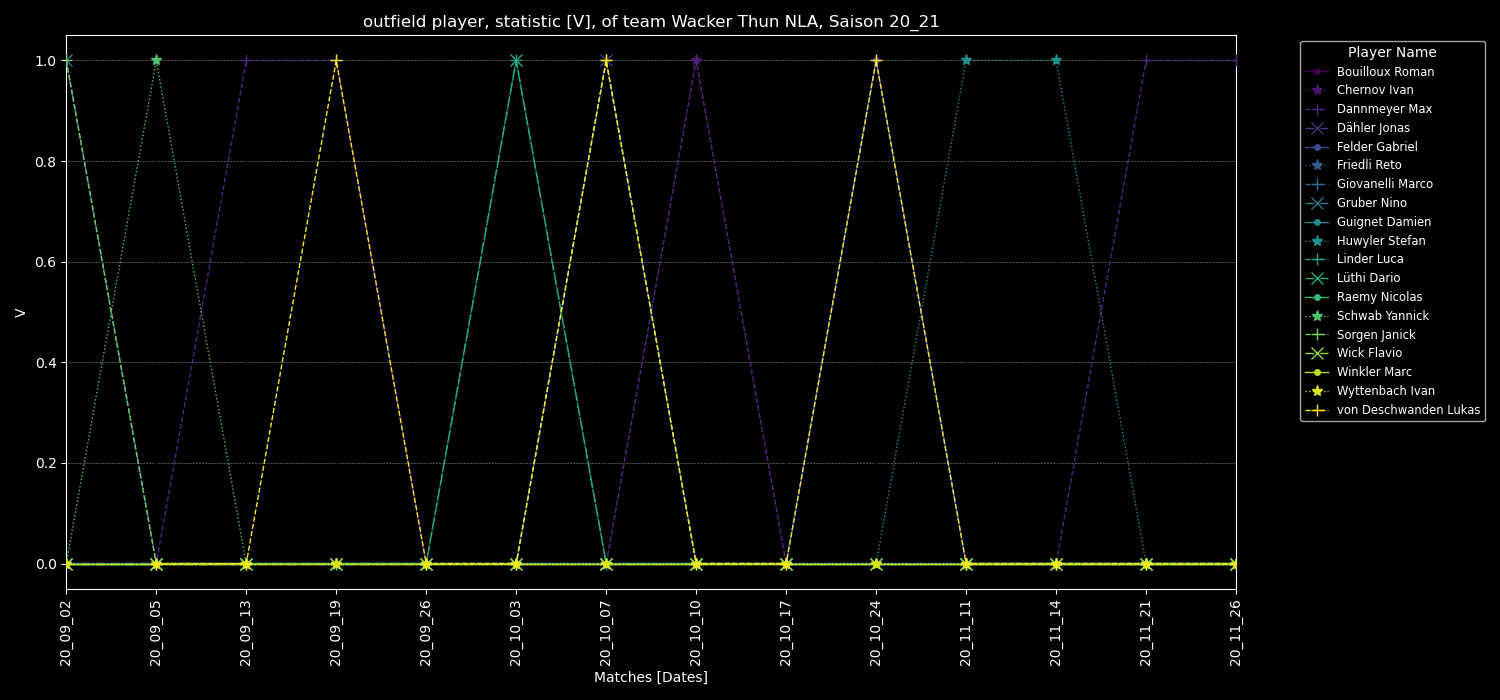 outfield player, statistic [V], of team Wacker Thun NLA, Saison 20_21
V
1.0
0.8
0.6
0.4
0.2
0.0
20_09_02
20_09_05
20_09_13
20_09_19
20_09_26
20_10_03
20_10_07
20_10_10
20_10_17
20_10_24
20_11_11
20_11_14
20_11_21
20_11_26
Matches [Dates]
Player Name
Bouilloux Roman
Chernov Ivan
Dannmeyer Max
Dähler Jonas
Felder Gabriel
Friedli Reto
Giovanelli Marco
Gruber Nino
Guignet Damien
Huwyler Stefan
Linder Luca
Lüthi Dario
Raemy Nicolas
Schwab Yannick
Sorgen Janick
Wick Flavio
Winkler Marc
Wyttenbach Ivan
von Deschwanden Lukas